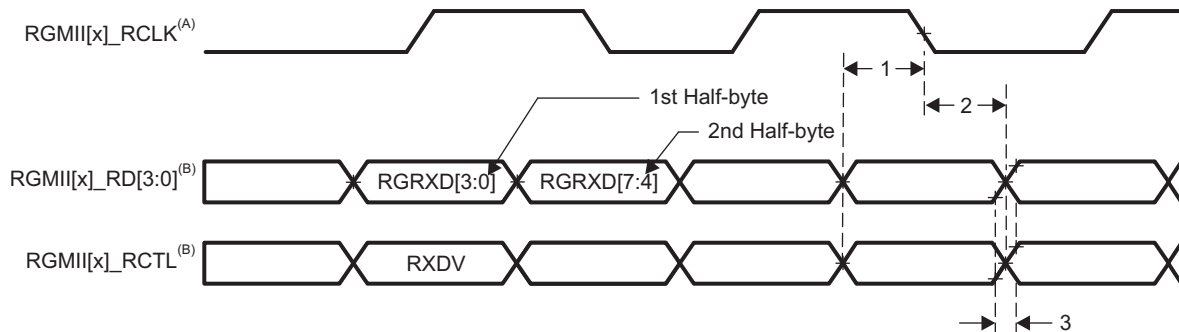 RGMII[x]_RCLK(A)
1
2
1st Half-byte
2nd Half-byte
RGMII[x]_RD[3:0](B)
RGRXD[3:0]
RGRXD[7:4]
RGMII[x]_RCTL(B)
RXDV
3